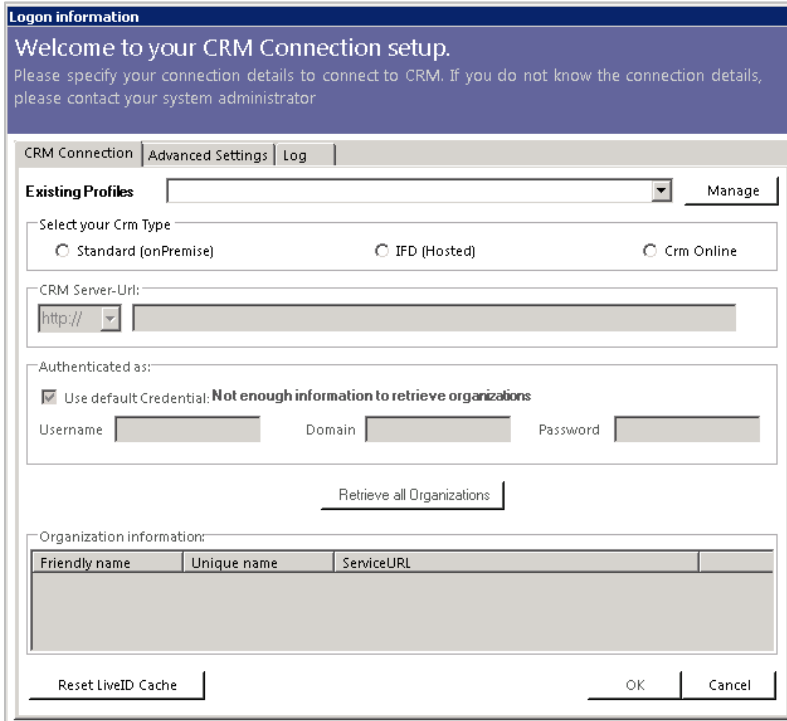 Logon information
Welcome to your CRM Connection setup.
Please specify your connection details to connect to CRM. If you do not know the connection details,
please contact your system administrator
CRM Connection Advanced Settings Log
Existing Profiles Manage
Select your Crm Type
Standard (onPremise) IFD (Hosted) Crm Online
CRM Server-Url:
http://
Authenticated as:
Use default Credential: Not enough information to retrieve organizations
Username Domain Password
Retrieve all Organizations
Organization information:
Friendly name Unique name ServiceURL
Reset LiveID Cache OK Cancel